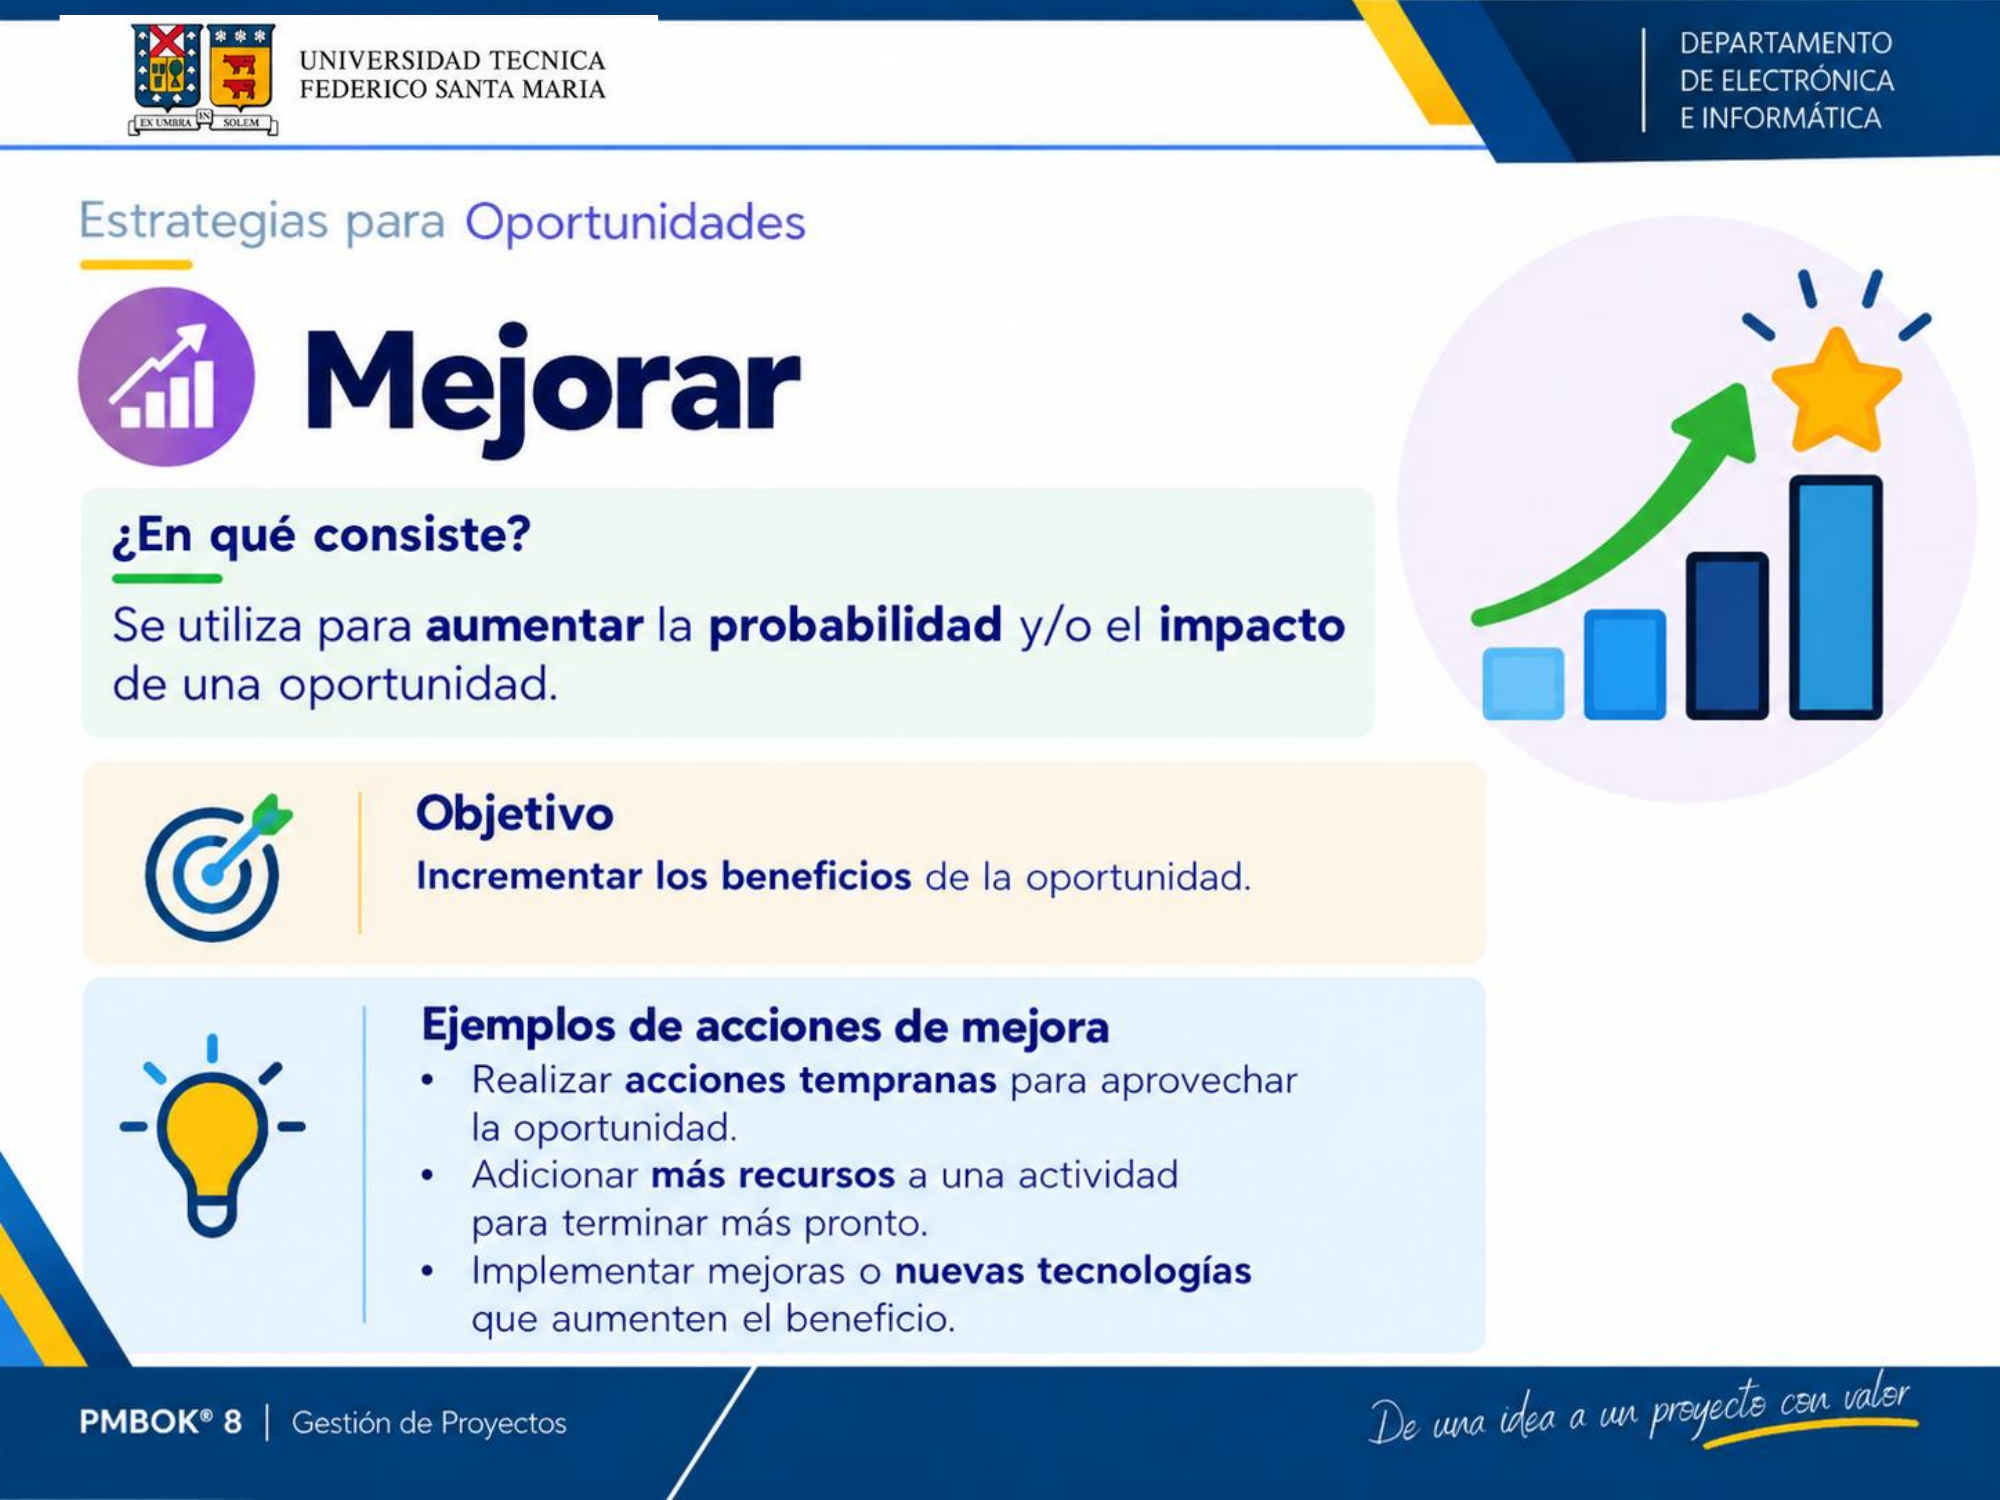 UNIVERSIDAD TECNICA
FEDERICO SANTA MARIA
EX UMBRA IN SOLEM
DEPARTAMENTO
DE ELECTRÓNICA
E INFORMÁTICA
Estrategias para Oportunidades
Mejorar
¿En qué consiste?
Se utiliza para aumentar la probabilidad y/o el impacto
de una oportunidad.
Objetivo
Incrementar los beneficios de la oportunidad.
Ejemplos de acciones de mejora
• Realizar acciones tempranas para aprovechar
la oportunidad.
• Adicionar más recursos a una actividad
para terminar más pronto.
• Implementar mejoras o nuevas tecnologías
que aumenten el beneficio.
PMBOK® 8 | Gestión de Proyectos
De una idea a un proyecto con valor